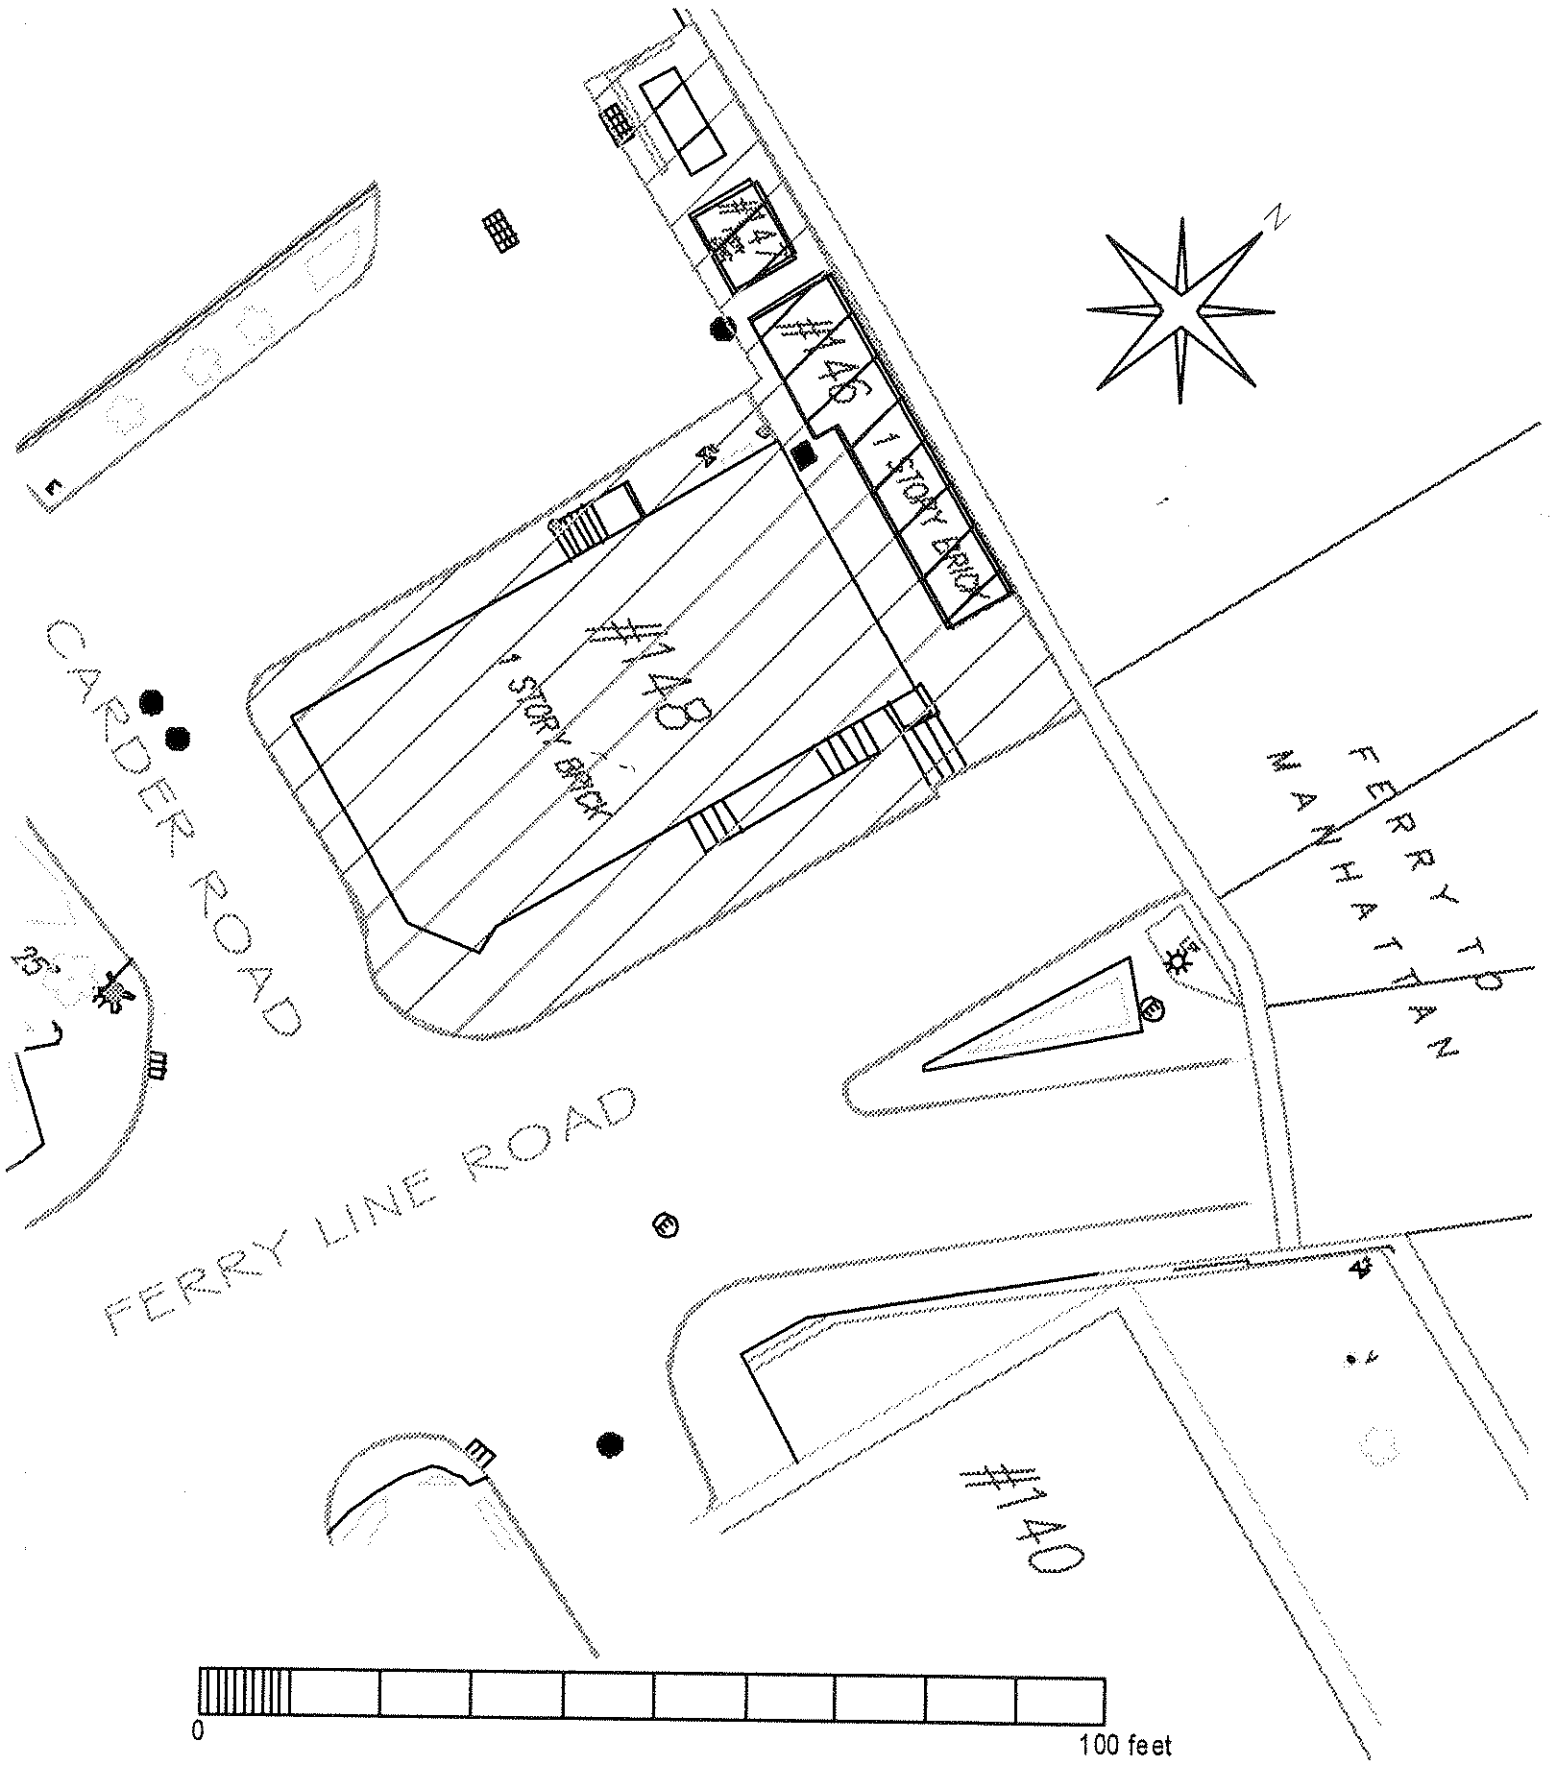 N
#147
#146
1 STORY BRICK
#148
1 STORY BRICK
CARDER ROAD
FERRY TO
MANHATTAN
25'
E
E
FERRY LINE ROAD
#140
0
100 feet